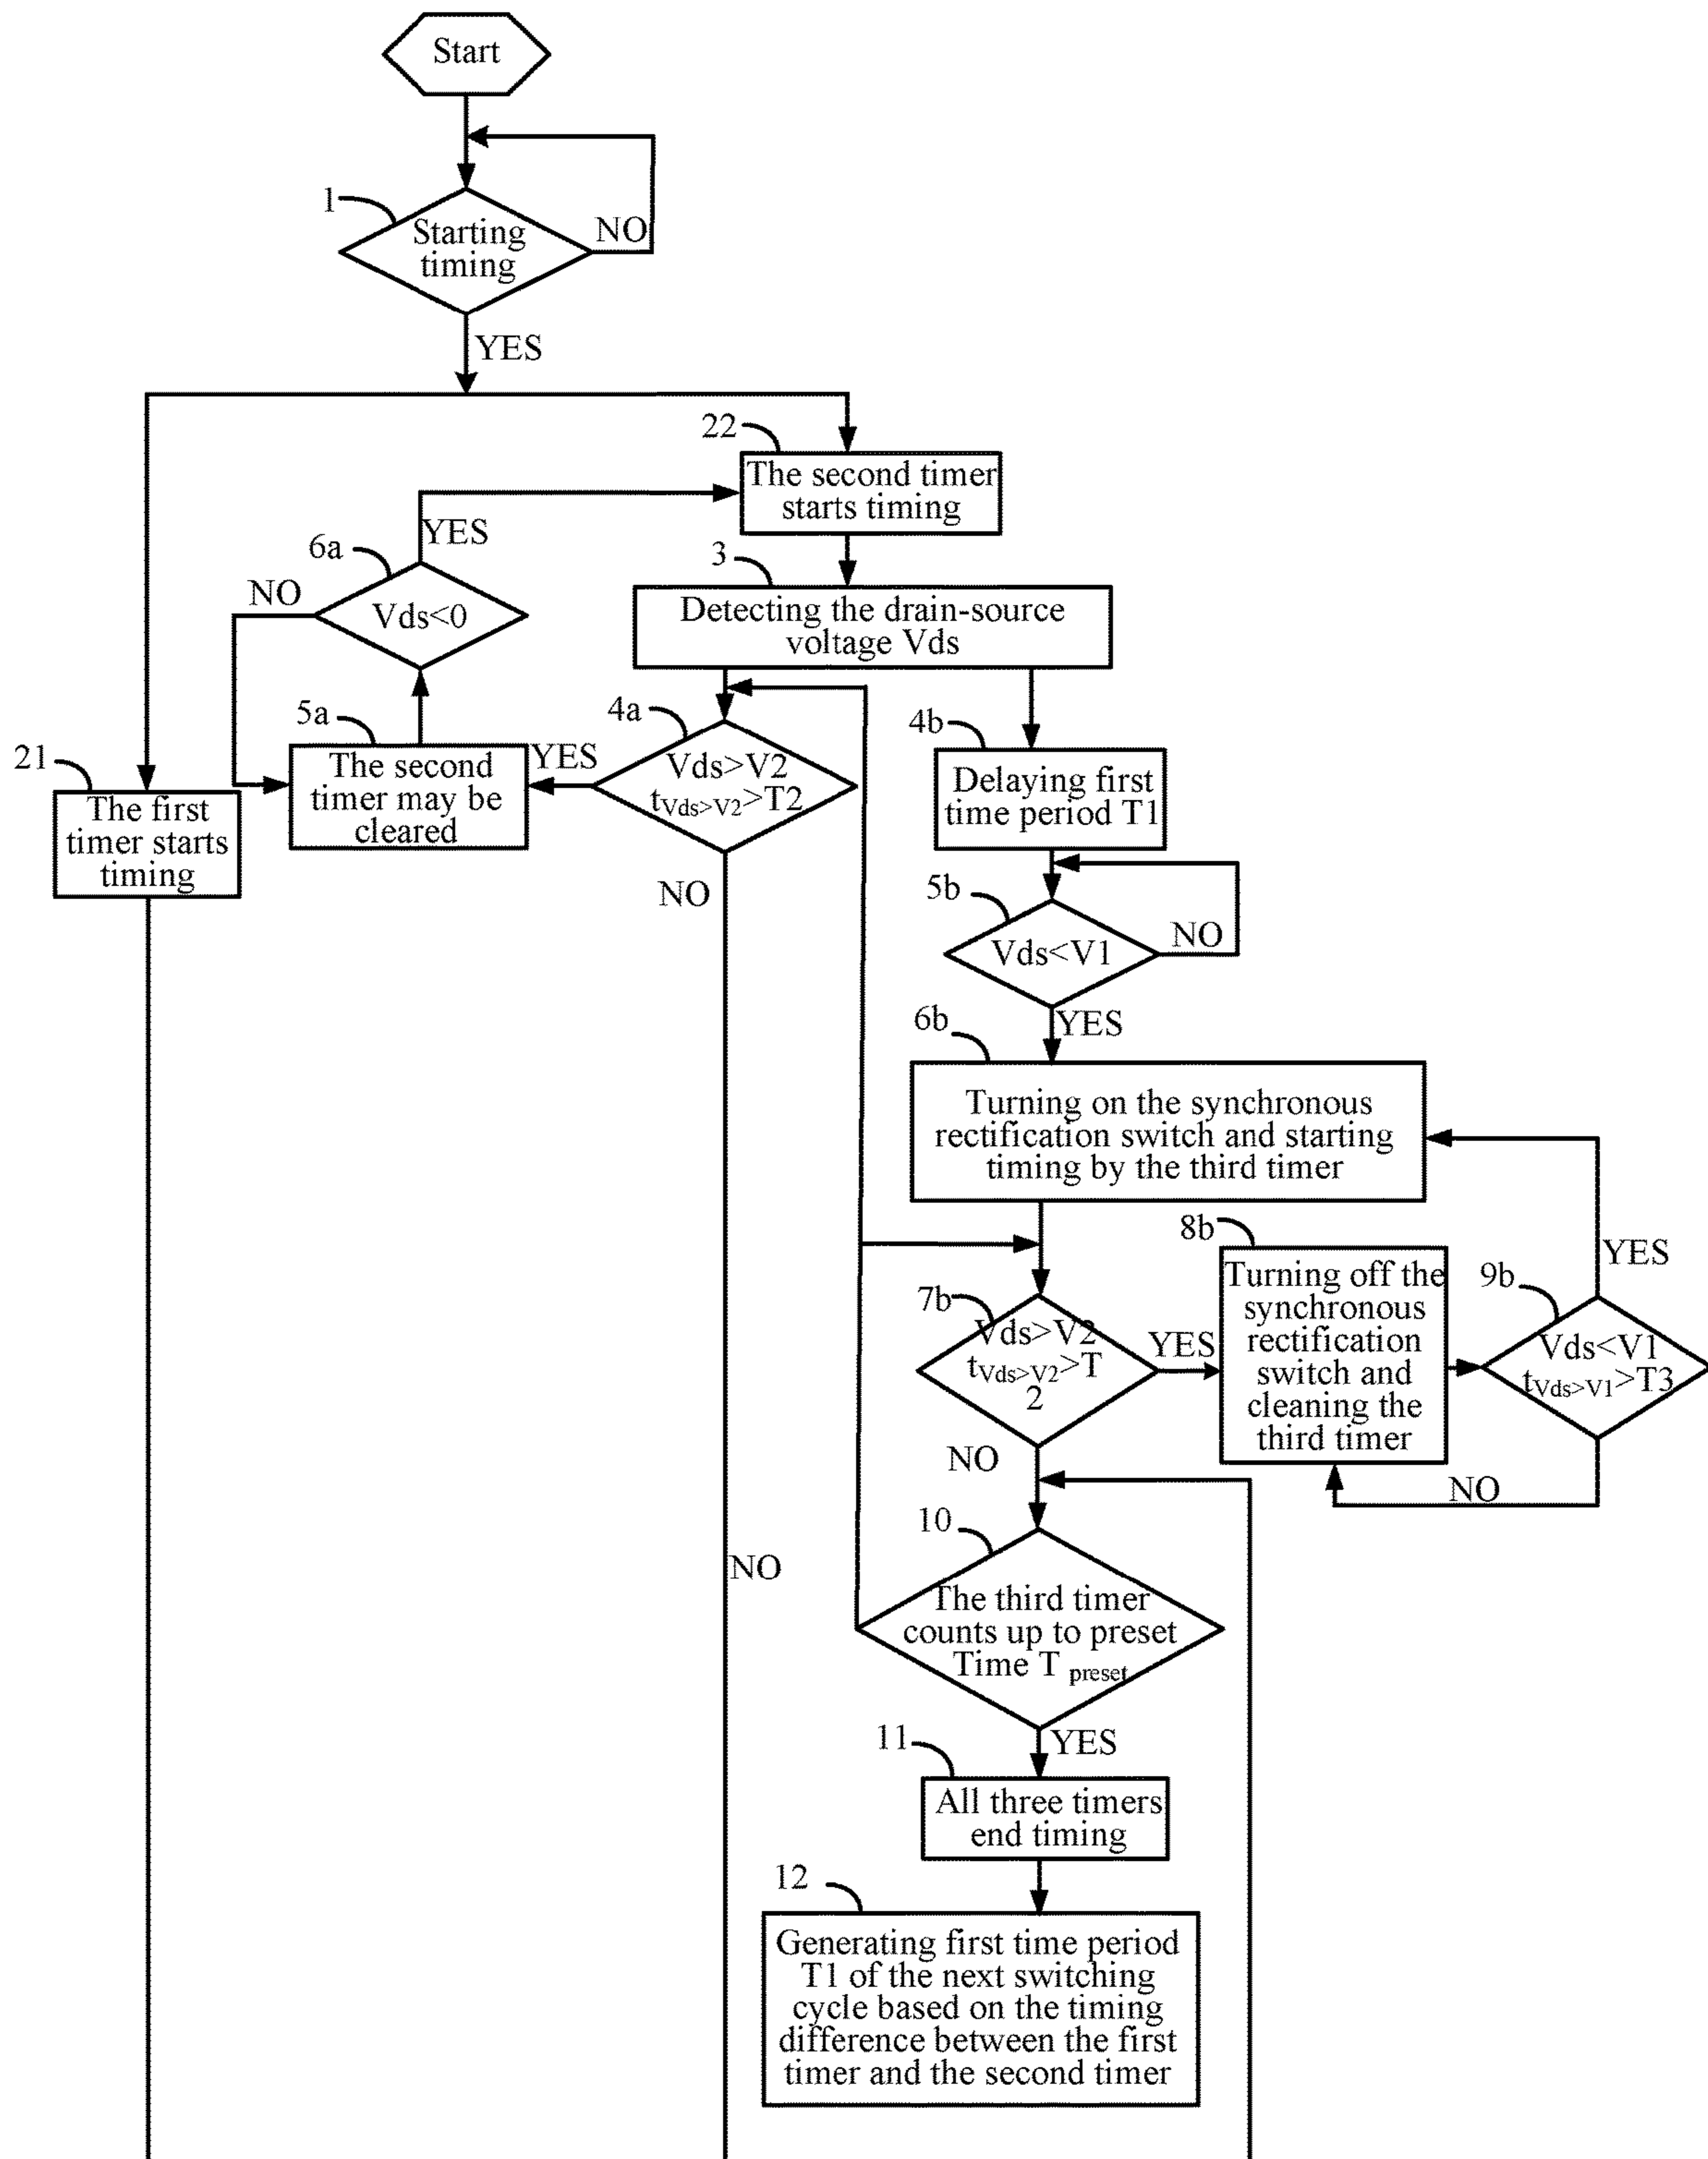 Start
1
Starting
timing
NO
YES
22
The second timer
starts timing
6a
YES
NO
Vds<0
3
Detecting the drain-source
voltage Vds
5a
The second
timer may be
cleared
YES
4a
Vds>V2
tVds>V2>T2
NO
4b
Delaying first
time period T1
21
The first
timer starts
timing
5b
Vds<V1
NO
YES
6b
Turning on the synchronous
rectification switch and starting
timing by the third timer
7b
Vds>V2
tVds>V2>T
2
YES
NO
8b
Turning off the
synchronous
rectification
switch and
cleaning the
third timer
9b
YES
Vds<V1
tVds>V1>T3
NO
NO
10
The third timer
counts up to preset
Time T preset
YES
11
All three timers
end timing
12
Generating first time period
T1 of the next switching
cycle based on the timing
difference between the first
timer and the second timer